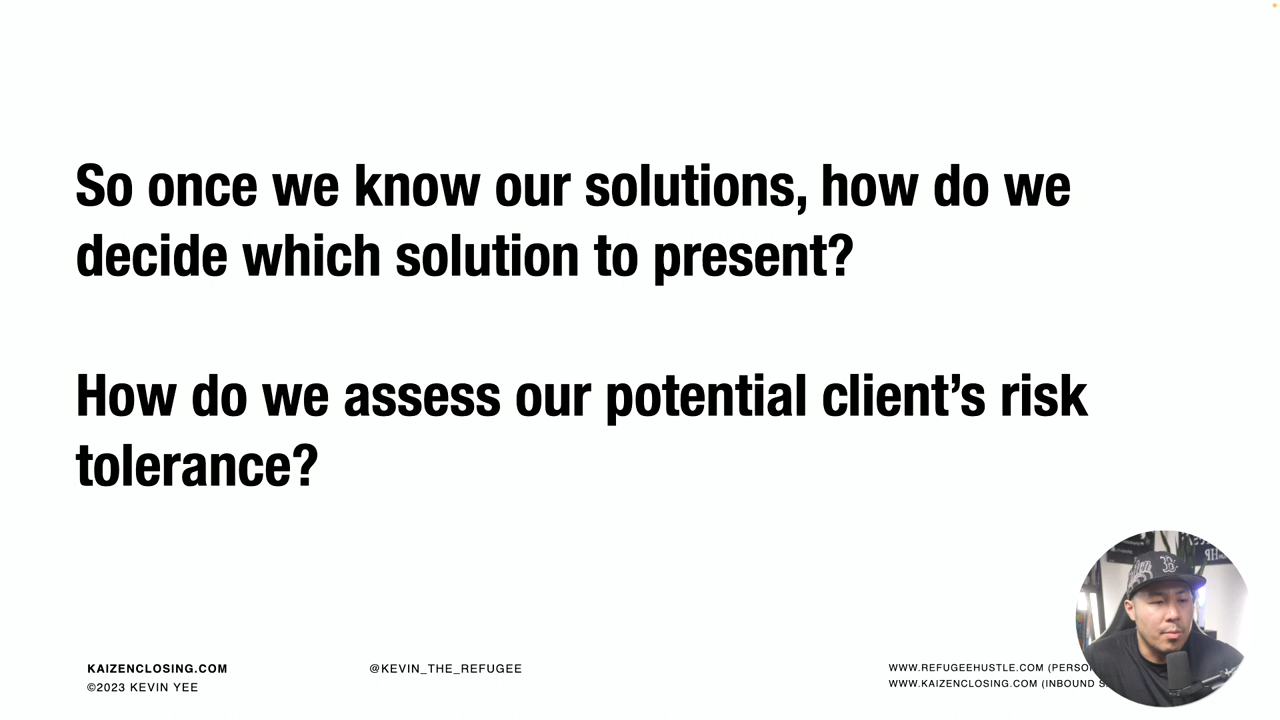 So once we know our solutions, how do we
decide which solution to present?
How do we assess our potential client’s risk
tolerance?
KAIZENCLOSING.COM
©2023 KEVIN YEE
@KEVIN_THE_REFUGEE
WWW.REFUGEEHUSTLE.COM
WWW.KAIZENCLOSING.COM (INBOUND